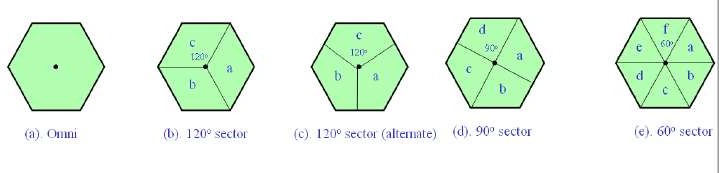 c
120°
a
b
c
120°
b
a
d
90°
a
c
b
f
e
60°
a
d
b
c
(a). Omni
(b). 120° sector
(c). 120° sector (alternate)
(d). 90° sector
(e). 60° sector